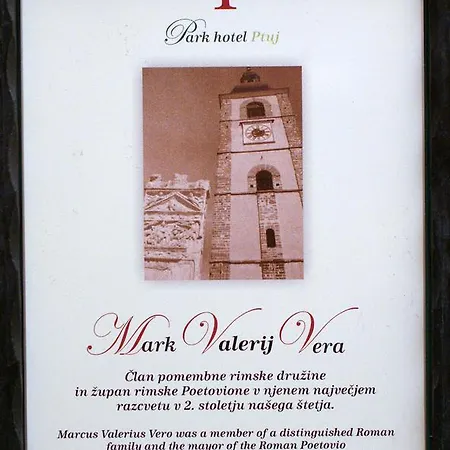 Park hotel Ptuj
Mark Valerij Vera
Član pomembne rimske družine
in župan rimske Poetovione v njenem največjem
razcvetu v 2. stoletju našega štetja.
Marcus Valerius Vero was a member of a distinguished Roman
family and the mayor of the Roman Poetovio